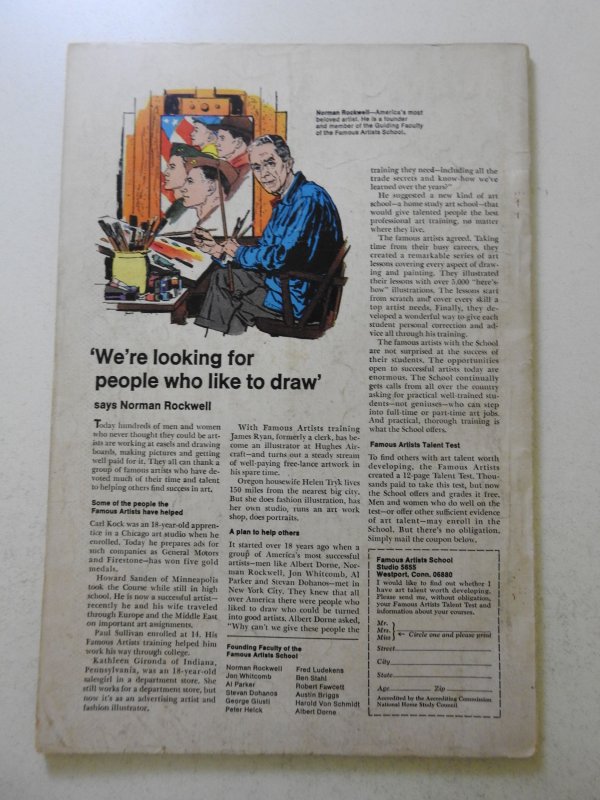 Norman Rockwell—America's most
beloved artist. He is a founder
and member of the Guiding Faculty
of the Famous Artists School.
'We're looking for
people who like to draw'
says Norman Rockwell
Today hundreds of men and women
who never thought they could be art-
ists are working at easels and drawing
boards, making pictures and getting
well paid for it. They all can thank a
group of famous artists who have de-
voted much of their time and talent
to helping others find success in art.
Some of the people the
Famous Artists have helped
Carl Kock was an 18-year-old appren-
tice in a Chicago art studio when he
enrolled. Today he prepares ads for
such companies as General Motors
and Firestone—has won five gold
medals.
Howard Sanden of Minneapolis
took the Course while still in high
school. He is now a successful artist—
recently he and his wife traveled
through Europe and the Middle East
on important art assignments.
Paul Sullivan enrolled at 14. His
Famous Artists training helped him
work his way through college.
Kathleen Gironda of Indiana,
Pennsylvania, was an 18-year-old
salesgirl in a department store. She
still works for a department store, but
now it's as an advertising artist and
fashion illustrator.
With Famous Artists training
James Ryan, formerly a clerk, has be-
come an illustrator at Hughes Air-
craft—and turns out a steady stream
of well-paying free-lance artwork in
his spare time.
Oregon housewife Helen Tryk lives
150 miles from the nearest big city.
But she does fashion illustration, has
her own studio, runs an art work
shop, does portraits.
A plan to help others
It started over 18 years ago when a
group of America's most successful
artists—men like Albert Dorne, Nor-
man Rockwell, Jon Whitcomb, Al
Parker and Stevan Dohanos—met in
New York City. They knew that all
over America there were people who
liked to draw who could be turned
into good artists. Albert Dorne asked,
"Why can't we give these people the
Founding Faculty of the
Famous Artists School
Norman Rockwell
Jon Whitcomb
Al Parker
Stevan Dohanos
George Giusti
Peter Helck
Fred Ludekens
Ben Stahl
Robert Fawcett
Austin Briggs
Harold Von Schmidt
Albert Dorne
training they need—including all the
trade secrets and know-how we've
learned over the years?"
He suggested a new kind of art
school—a home study art school—that
would give talented people the best
professional art training, no matter
where they live.
The famous artists agreed. Taking
time from their busy careers, they
created a remarkable series of art
lessons covering every aspect of draw-
ing and painting. They illustrated
their lessons with over 5,000 "here's-
how" illustrations. The lessons start
from scratch and cover every skill a
top artist needs. Finally, they de-
veloped a wonderful way to give each
student personal correction and ad-
vice all through his training.
The famous artists with the School
are not surprised at the success of
their students. The opportunities
open to successful artists today are
enormous. The School continually
gets calls from all over the country
asking for practical well-trained stu-
dents—not geniuses—who can step
into full-time or part-time art jobs.
And practical, thorough training is
what the School offers.
Famous Artists Talent Test
To find others with art talent worth
developing, the Famous Artists
created a 12-page Talent Test. Thou-
sands paid to take this test, but now
the School offers and grades it free.
Men and women who do well on the
test—or offer other sufficient evidence
of art talent—may enroll in the
School. But there's no obligation.
Simply mail the coupon below.
Famous Artists School
Studio 5655
Westport, Conn. 06880
I would like to find out whether I
have art talent worth developing.
Please send me, without obligation,
your Famous Artists Talent Test and
information about your courses.
Mr.
Mrs. Circle one and please print
Miss
Street
City
State
Age Zip
Accredited by the Accrediting Commission
National Home Study Council